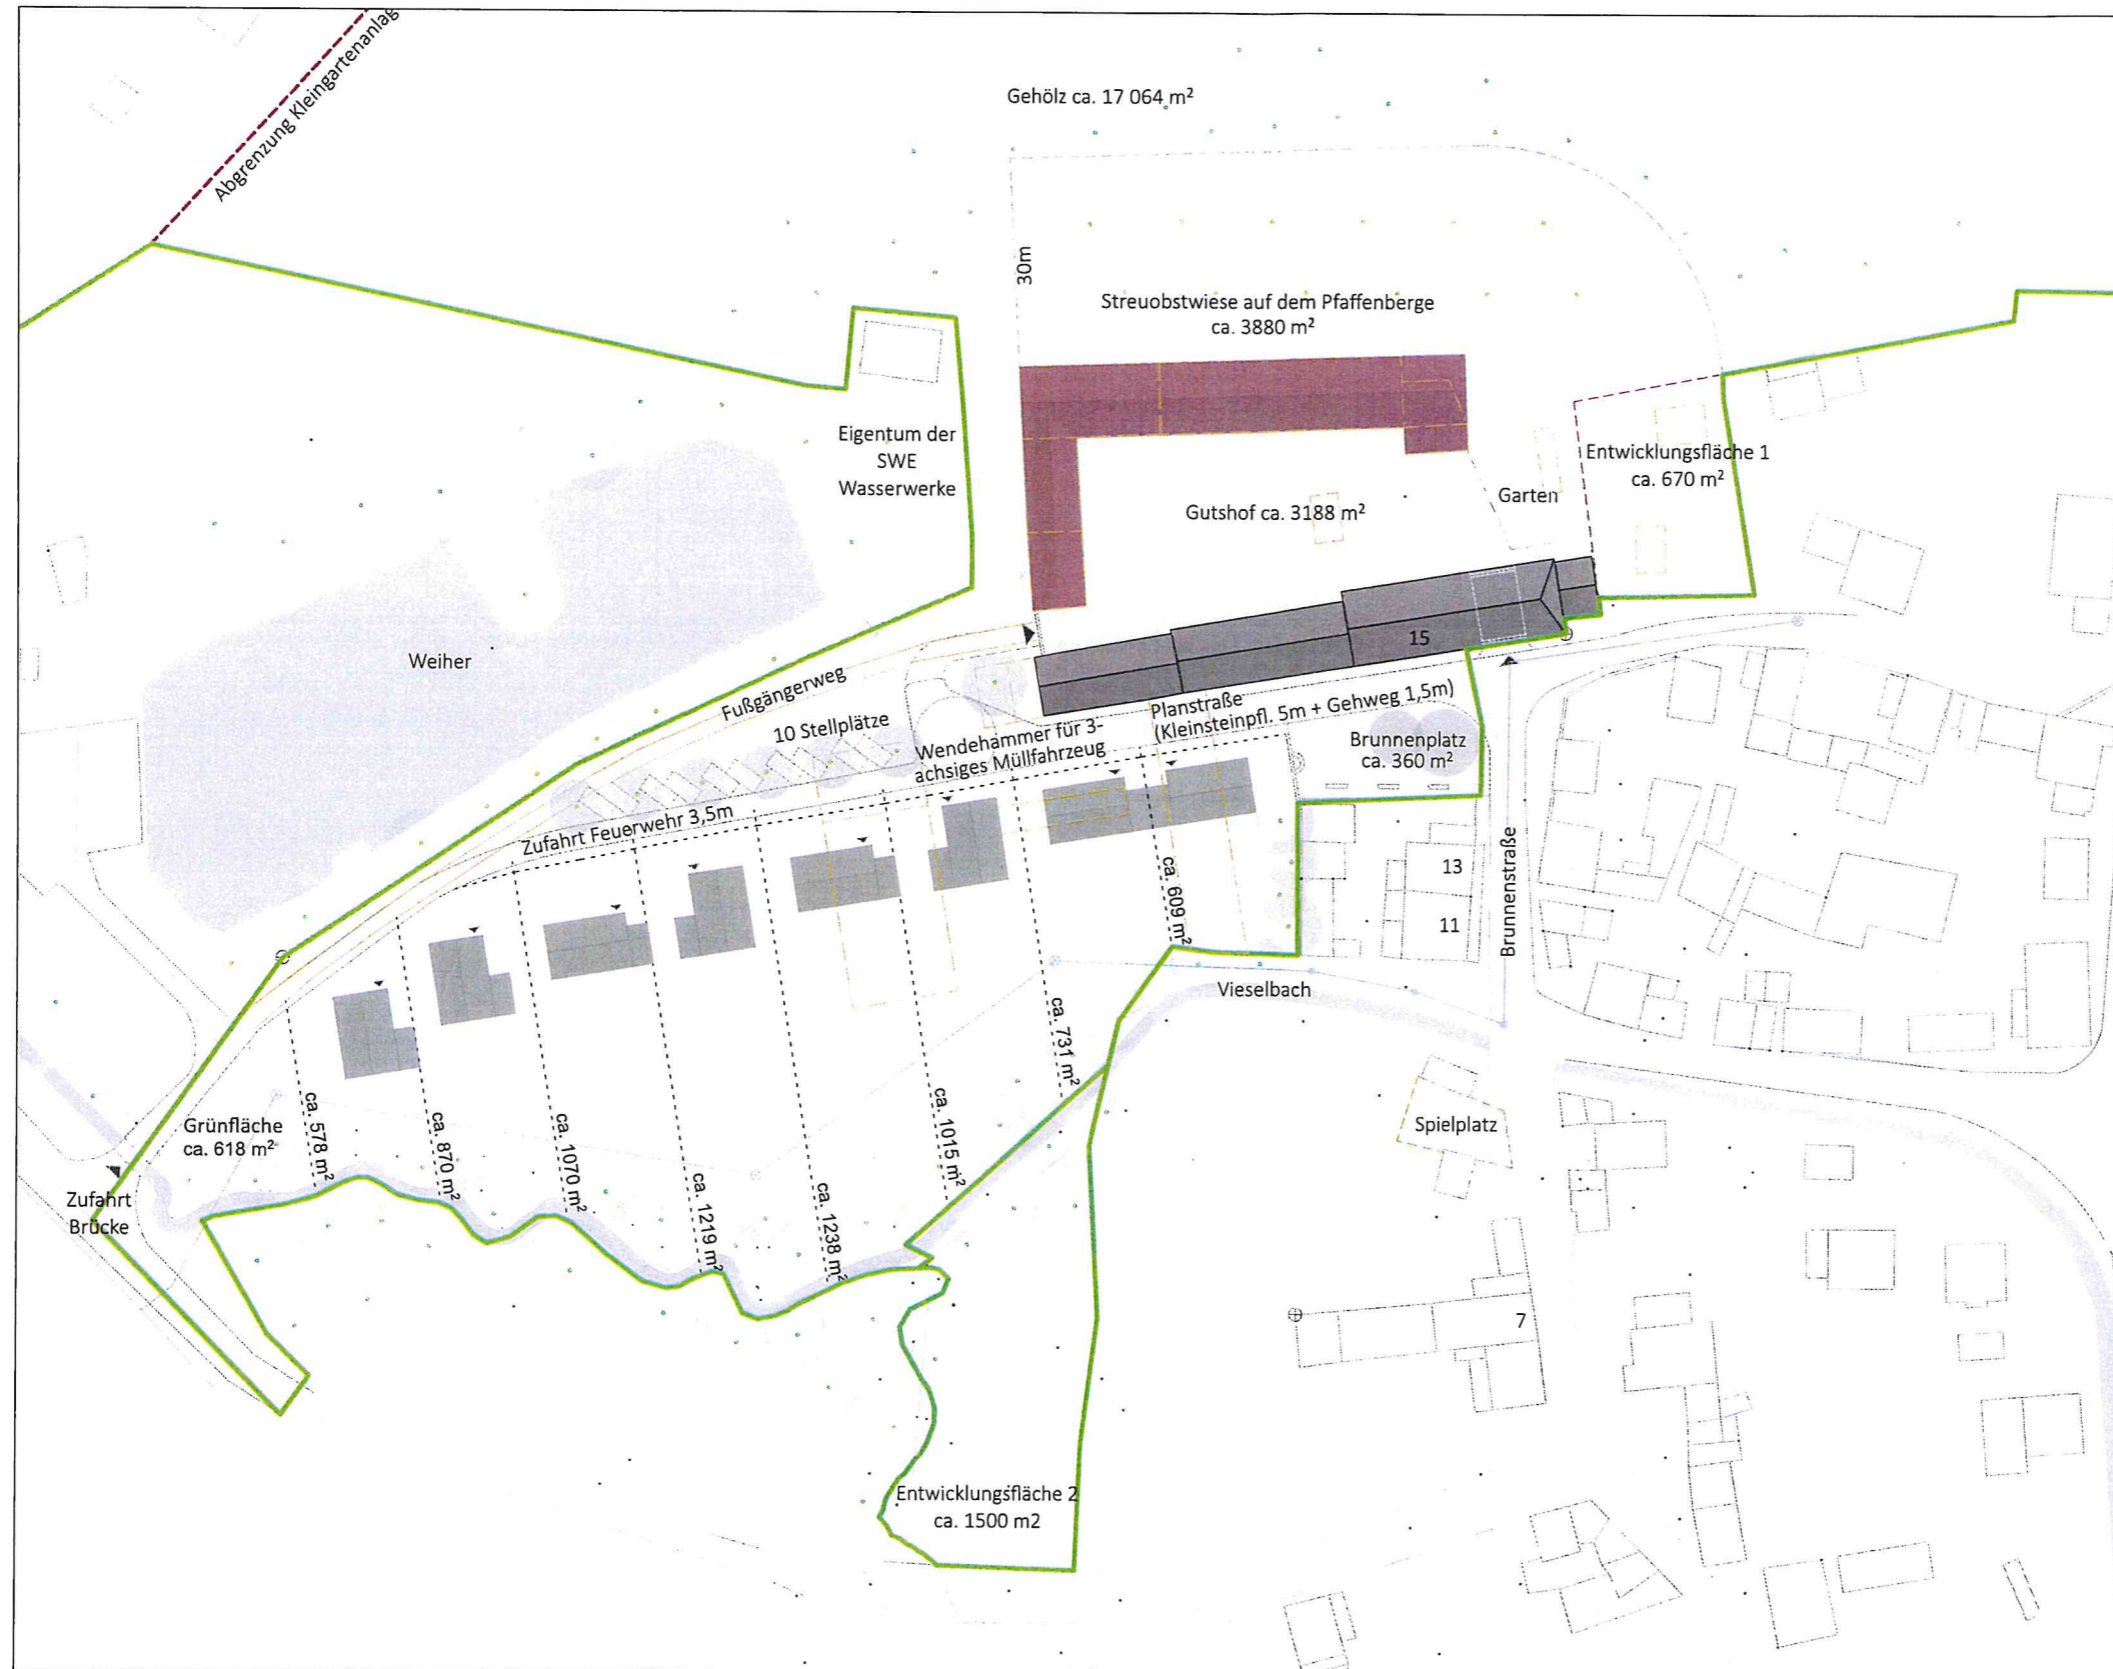 Abgrenzung Kleingartenanlag
Gehölz ca. 17 064 m²
30m
Streuobstwiese auf dem Pfaffenberge
ca. 3880 m²
Eigentum der
SWE
Wasserwerke
Entwicklungsfläche 1
ca. 670 m²
Garten
Gutshof ca. 3188 m²
Weiher
15
Fußgängerweg
10 Stellplätze
Wendehammer für 3-
achsiges Müllfahrzeug
Planstraße
(Kleinsteinpfl. 5m + Gehweg 1,5m)
Brunnenplatz
ca. 360 m²
Zufahrt Feuerwehr 3,5m
13
11
Brunnenstraße
ca. 609 m²
Vieselbach
ca. 731 m²
ca. 1015 m²
ca. 1238 m²
ca. 1219 m²
ca. 1070 m²
ca. 870 m²
ca. 578 m²
Grünfläche
ca. 618 m²
Zufahrt
Brücke
Spielplatz
7
Entwicklungsfläche 2
ca. 1500 m2